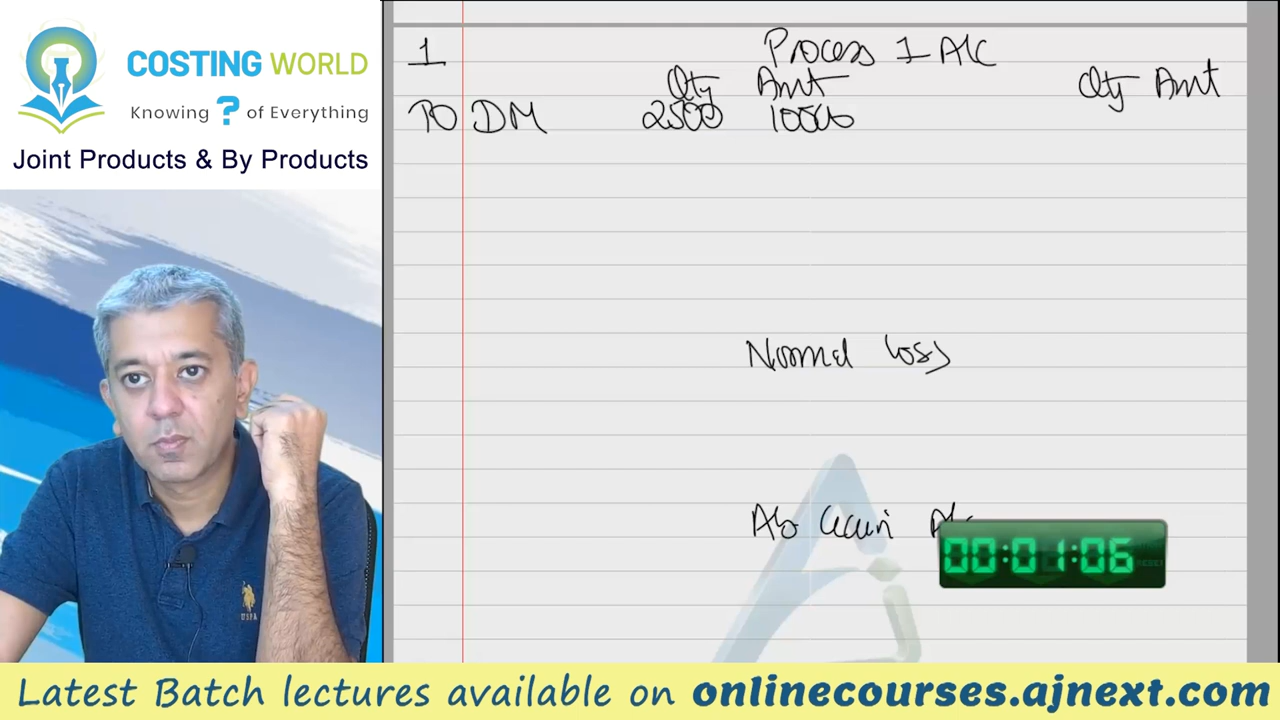 COSTING WORLD
Knowing ? of Everything
Joint Products & By Products
1 Process 1 A/c
Qty Amt Qty Amt
To DM 2500 10000
Normal loss
Ab Gain A/c
00:01:06
USPA
Latest Batch lectures available on onlinecourses.ajnext.com